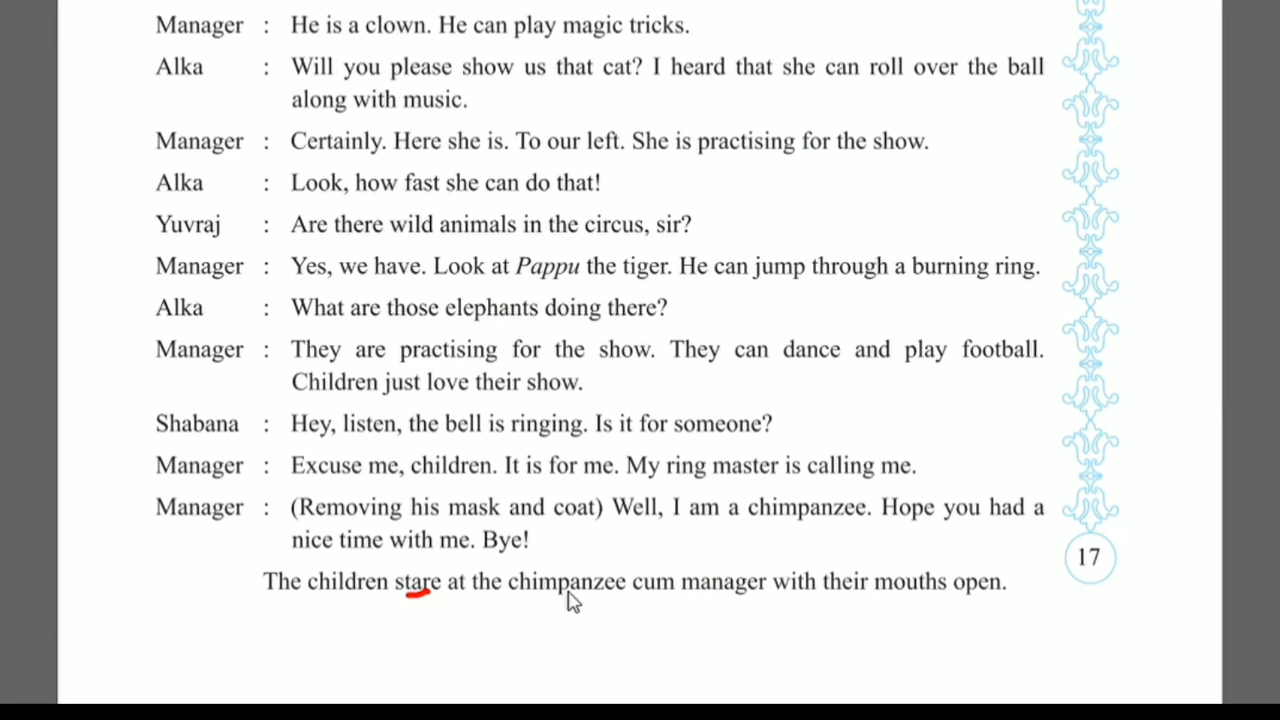 Manager : He is a clown. He can play magic tricks.
Alka : Will you please show us that cat? I heard that she can roll over the ball
along with music.
Manager : Certainly. Here she is. To our left. She is practising for the show.
Alka : Look, how fast she can do that!
Yuvraj : Are there wild animals in the circus, sir?
Manager : Yes, we have. Look at Pappu the tiger. He can jump through a burning ring.
Alka : What are those elephants doing there?
Manager : They are practising for the show. They can dance and play football.
Children just love their show.
Shabana : Hey, listen, the bell is ringing. Is it for someone?
Manager : Excuse me, children. It is for me. My ring master is calling me.
Manager : (Removing his mask and coat) Well, I am a chimpanzee. Hope you had a
nice time with me. Bye!
17
The children stare at the chimpanzee cum manager with their mouths open.